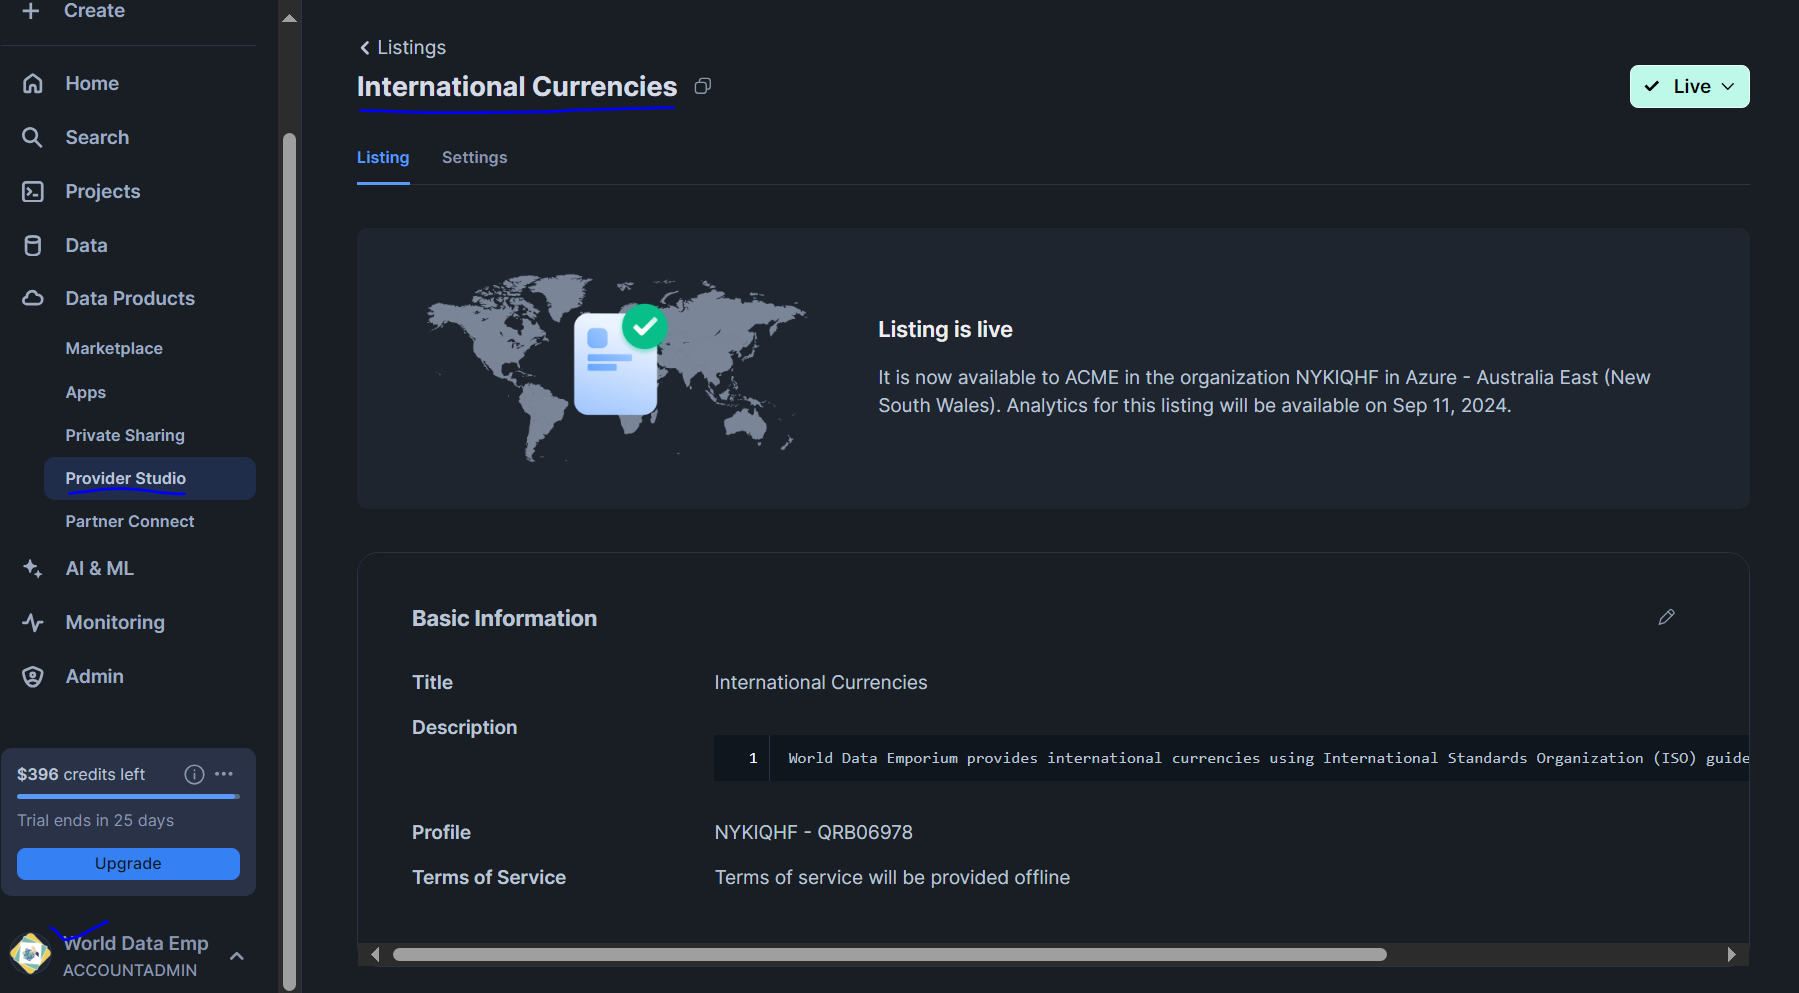 Create
Home
Search
Projects
Data
Data Products
Marketplace
Apps
Private Sharing
Provider Studio
Partner Connect
AI & ML
Monitoring
Admin
$396 credits left
Trial ends in 25 days
Upgrade
World Data Emp
ACCOUNTADMIN
Listings
International Currencies
Live
Listing
Settings
Listing is live
It is now available to ACME in the organization NYKIQHF in Azure - Australia East (New
South Wales). Analytics for this listing will be available on Sep 11, 2024.
Basic Information
Title
International Currencies
Description
1 World Data Emporium provides international currencies using International Standards Organization (ISO) guide
Profile
NYKIQHF - QRB06978
Terms of Service
Terms of service will be provided offline